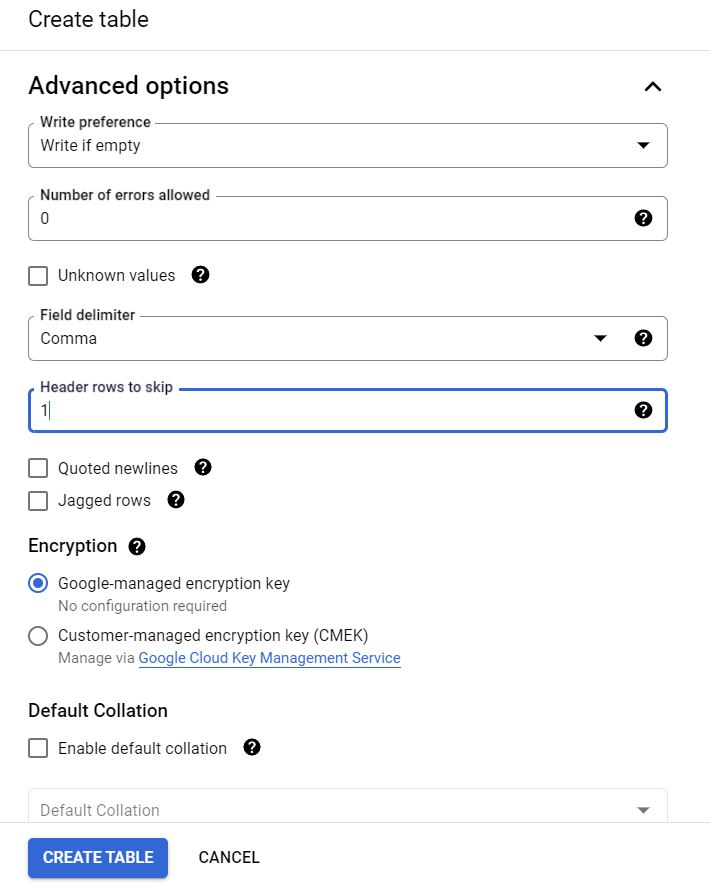 Create table
Advanced options
Write preference
Write if empty
Number of errors allowed
0
Unknown values
Field delimiter
Comma
Header rows to skip
1
Quoted newlines
Jagged rows
Encryption
Google-managed encryption key
No configuration required
Customer-managed encryption key (CMEK)
Manage via Google Cloud Key Management Service
Default Collation
Enable default collation
Default Collation
CREATE TABLE CANCEL